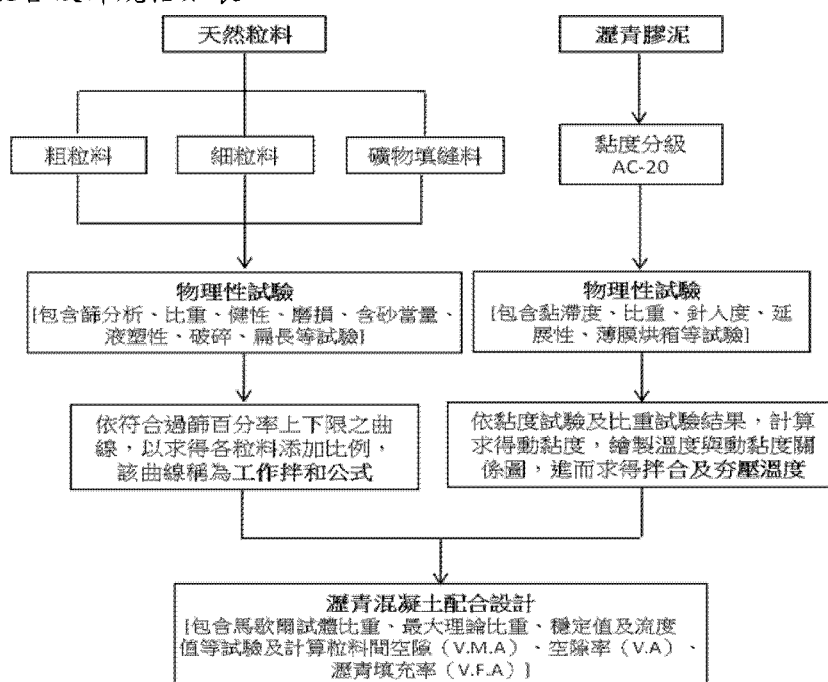 天然粒料
瀝青膠泥
粗粒料
細粒料
礦物填縫料
黏度分級
AC-20
物理性試驗
[包含篩分析、比重、健性、磨損、含砂當量、
液塑性、破碎、扁長等試驗]
物理性試驗
[包含黏滯度、比重、針入度、延
展性、薄膜烘箱等試驗]
依符合過篩百分率上下限之曲
線，以求得各粒料添加比例，
該曲線稱為工作拌和公式
依黏度試驗及比重試驗結果，計算
求得動黏度，繪製溫度與動黏度關
係圖，進而求得拌合及夯壓溫度
瀝青混凝土配合設計
[包含馬歇爾試體比重、最大理論比重、穩定值及流度
值等試驗及計算粒料間空隙（V.M.A）、空隙率（V.A）、
瀝青填充率（V.F.A）]